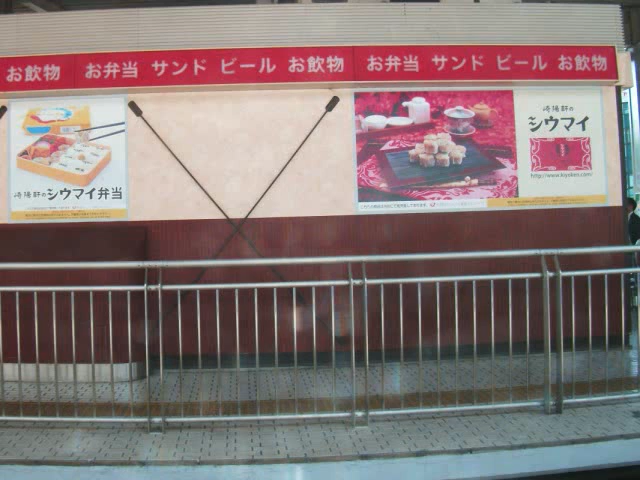 お飲物 お弁当 サンド ビール お飲物 お弁当 サンド ビール お飲物
崎陽軒のシウマイ弁当
崎陽軒の
シウマイ
http://www.kiyoken.com/